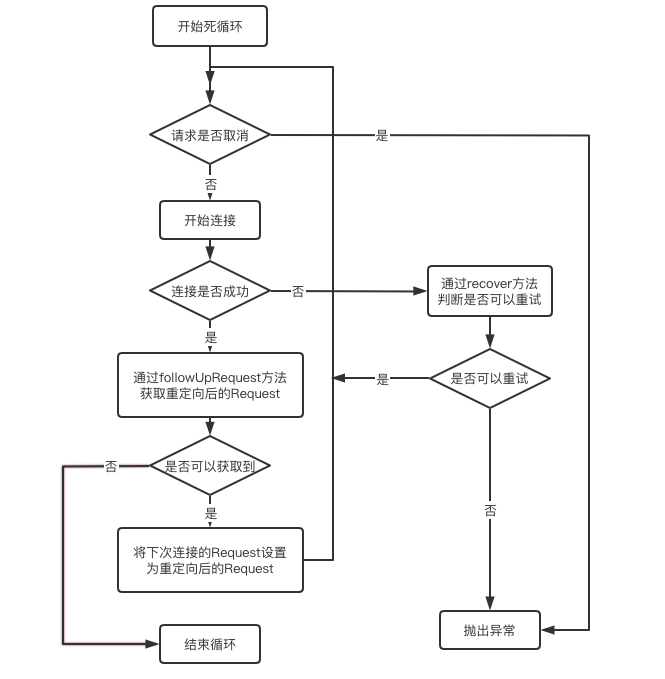 开始死循环
请求是否取消
是
否
开始连接
连接是否成功
否
通过recover方法
判断是否可以重试
是
通过followUpRequest方法
获取重定向后的Request
是
是否可以重试
否
是否可以获取到
是
否
将下次连接的Request设置
为重定向后的Request
结束循环
抛出异常